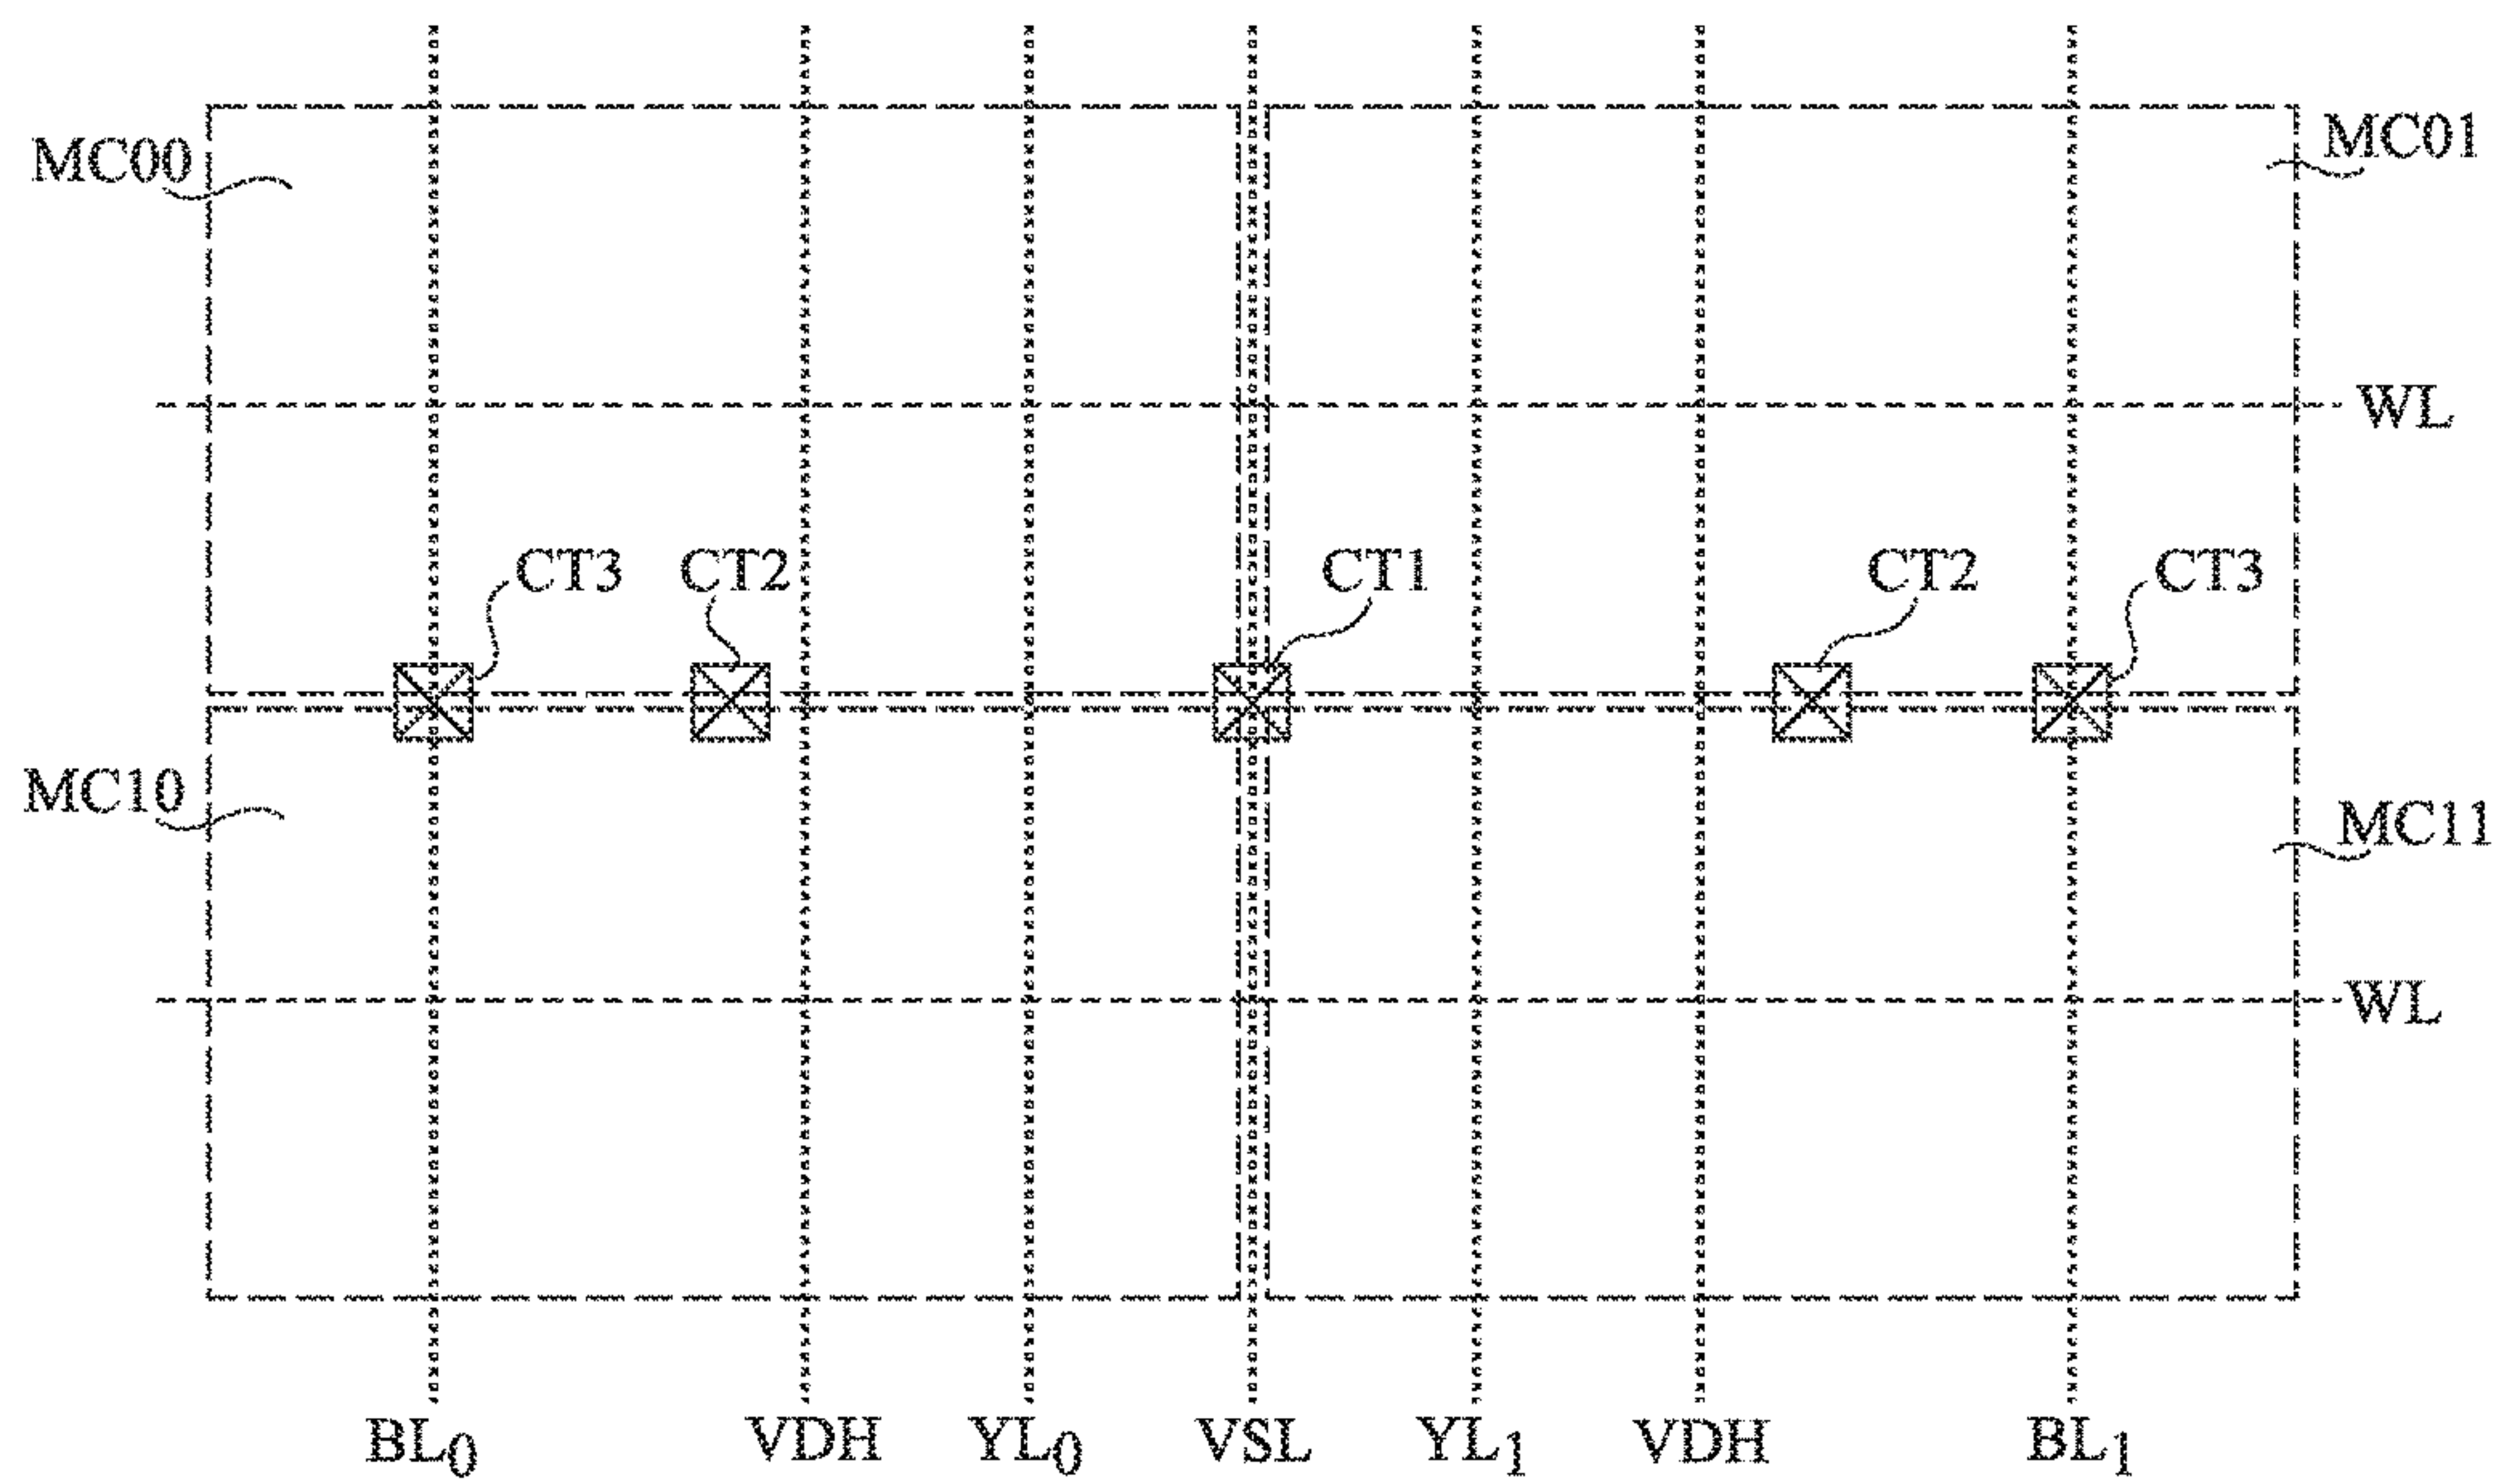 MC00
MC01
WL
CT3 CT2 CT1 CT2 CT3
MC10
MC11
WL
BL0 VDH YL0 VSL YL1 VDH BL1